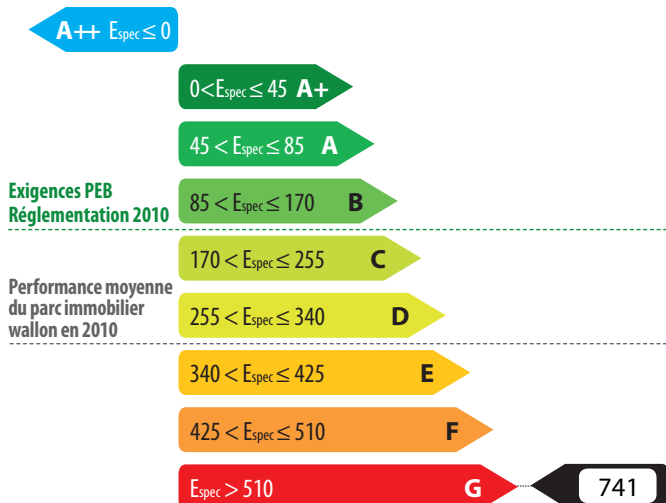 A++ Espec ≤ 0
0 < Espec ≤ 45 A+
45 < Espec ≤ 85 A
Exigences PEB
Réglementation 2010
85 < Espec ≤ 170 B
170 < Espec ≤ 255 C
Performance moyenne
du parc immobilier
wallon en 2010
255 < Espec ≤ 340 D
340 < Espec ≤ 425 E
425 < Espec ≤ 510 F
Espec > 510 G 741